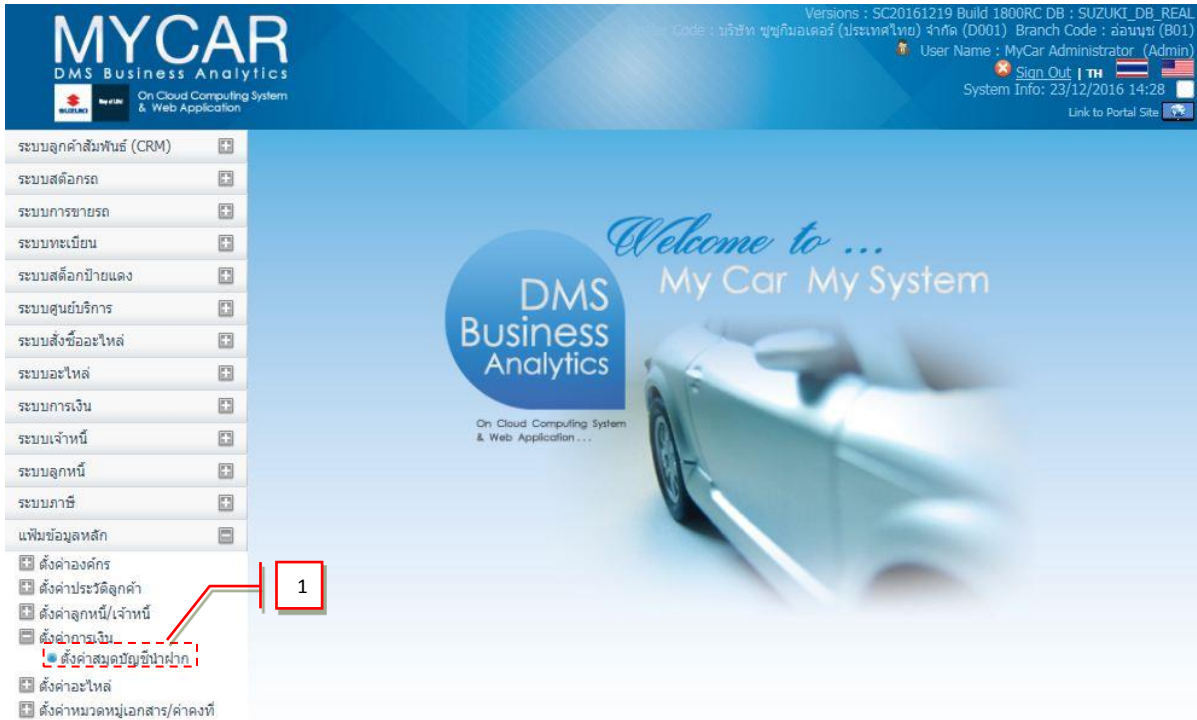 MYCAR
DMS Business Analytics
SUZUKI
Way of Life!
On Cloud Computing System
& Web Application
Versions : SC20161219 Build 1800RC DB : SUZUKI_DB_REAL
Code : บริษัท ซูซูกิมอเตอร์ (ประเทศไทย) จำกัด (D001) Branch Code : อ่อนนุช (B01)
User Name : MyCar Administrator (Admin)
Sign Out | TH
System Info: 23/12/2016 14:28
Link to Portal Site
ระบบลูกค้าสัมพันธ์ (CRM)
ระบบสต๊อกรถ
ระบบการขายรถ
ระบบทะเบียน
ระบบสต็อกป้ายแดง
ระบบศูนย์บริการ
ระบบสั่งซื้ออะไหล่
ระบบอะไหล่
ระบบการเงิน
ระบบเจ้าหนี้
ระบบลูกหนี้
ระบบภาษี
แฟ้มข้อมูลหลัก
ตั้งค่าองค์กร
ตั้งค่าประวัติลูกค้า
ตั้งค่าลูกหนี้/เจ้าหนี้
ตั้งค่าการเงิน
ตั้งค่าสมุดบัญชีนำฝาก
ตั้งค่าอะไหล่
ตั้งค่าหมวดหมู่เอกสาร/ค่าคงที่
1
Welcome to ...
My Car My System
DMS
Business
Analytics
On Cloud Computing System
& Web Application...